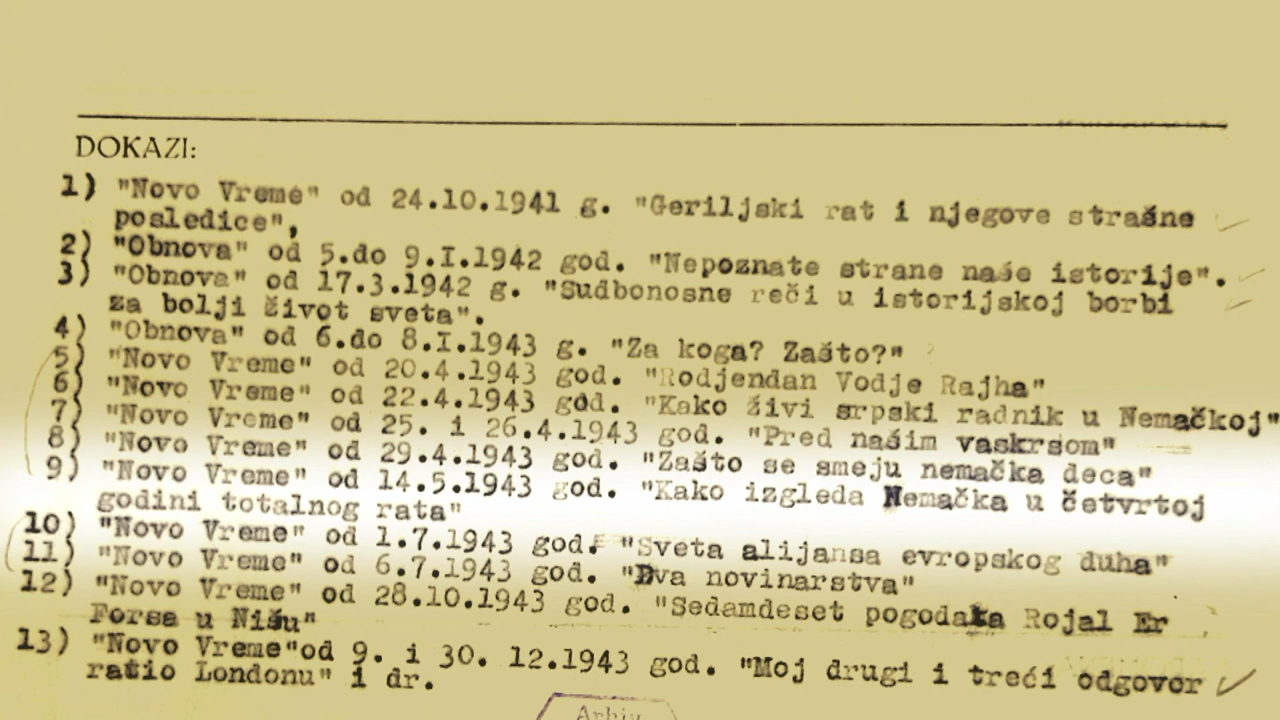 DOKAZI:
1) "Novo Vreme" od 24.10.1941 g. "Geriljski rat i njegove strašne
posledice",
2) "Obnova" od 5.do 9.I.1942 god. "Nepoznate strane naše istorije".
3) "Obnova" od 17.3.1942 g. "Sudbonosne reči u istorijskoj borbi
za bolji život sveta".
4) "Obnova" od 6.do 8.I.1943 g. "Za koga? Zašto?"
5) "Novo Vreme" od 20.4.1943 god. "Rodjendan Vodje Rajha"
6) "Novo Vreme" od 22.4.1943 god. "Kako živi srpski radnik u Nemačkoj"
7) "Novo Vreme" od 25. i 26.4.1943 god. "Pred našim vaskrsom"
8) "Novo Vreme" od 29.4.1943 god. "Zašto se smeju nemačka deca"
9) "Novo Vreme" od 14.5.1943 god. "Kako izgleda Nemačka u četvrtoj
godini totalnog rata"
10) "Novo Vreme" od 1.7.1943 god. "Sveta alijansa evropskog duha"
11) "Novo Vreme" od 6.7.1943 god. "Dva novinarstva"
12) "Novo Vreme" od 28.10.1943 god. "Sedamdeset pogodaka Rojal Er
Forsa u Nišu"
13) "Novo Vreme"od 9. i 30. 12.1943 god. "Moj drugi i treći odgovor
ratio Londonu" i dr.
Arhiv